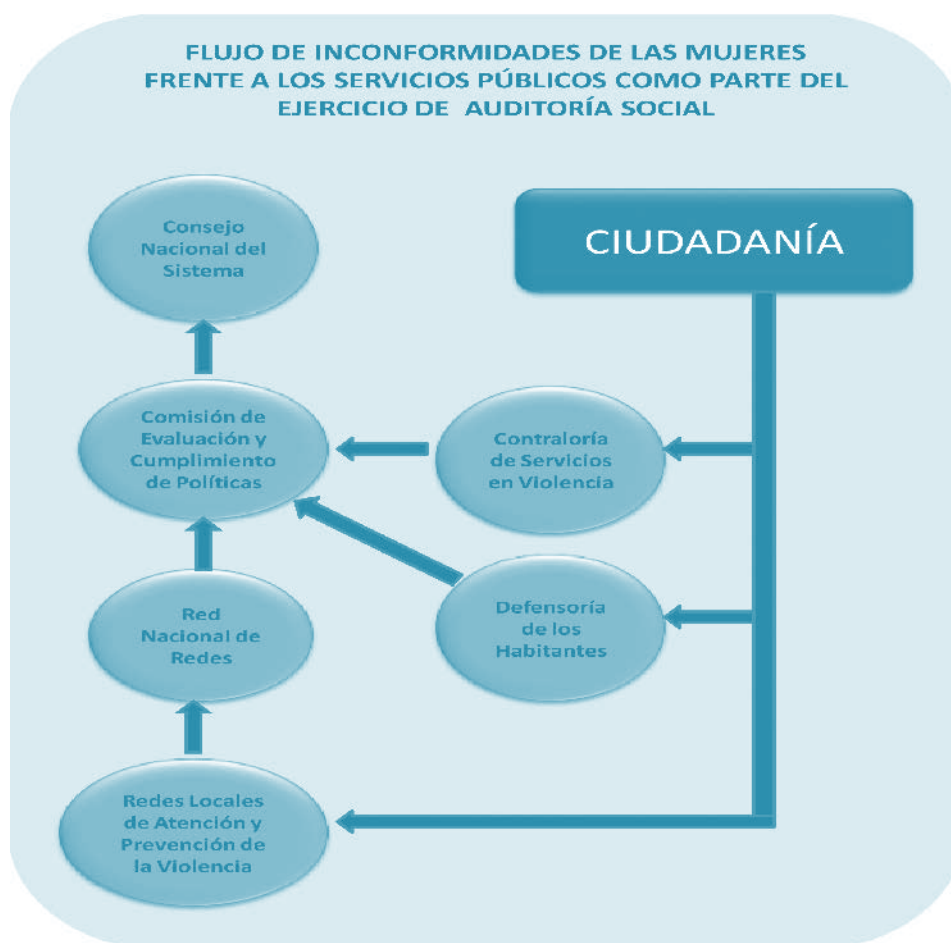 FLUJO DE INCONFORMIDADES DE LAS MUJERES
FRENTE A LOS SERVICIOS PÚBLICOS COMO PARTE DEL
EJERCICIO DE AUDITORÍA SOCIAL
Consejo
Nacional del
Sistema
CIUDADANÍA
Comisión de
Evaluación y
Cumplimiento
de Políticas
Contraloría
de Servicios
en Violencia
Red
Nacional de
Redes
Defensoría
de los
Habitantes
Redes Locales
de Atención y
Prevención de
la Violencia